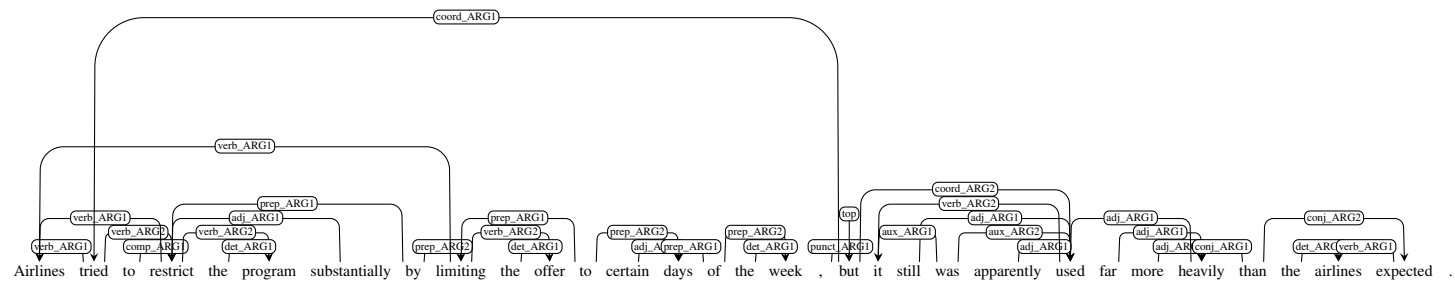 coord_ARG1
verb_ARG1
coord_ARG2
prep_ARG1 verb_ARG2
top
verb_ARG1 adj_ARG1 prep_ARG1 adj_ARG1 adj_ARG1 conj_ARG2
verb_ARG2 verb_ARG2 verb_ARG2 prep_ARG2 prep_ARG2 aux_ARG1 aux_ARG2 adj_ARG1
verb_ARG1 comp_ARG1 det_ARG1 prep_ARG2 det_ARG1 prep_ARG1 det_ARG1 punct_ARG1 adj_ARG1 conj_ARG1 verb_ARG1
Airlines tried to restrict the program substantially by limiting the offer to certain days of the week , but it still was apparently used far more heavily than the airlines expected .